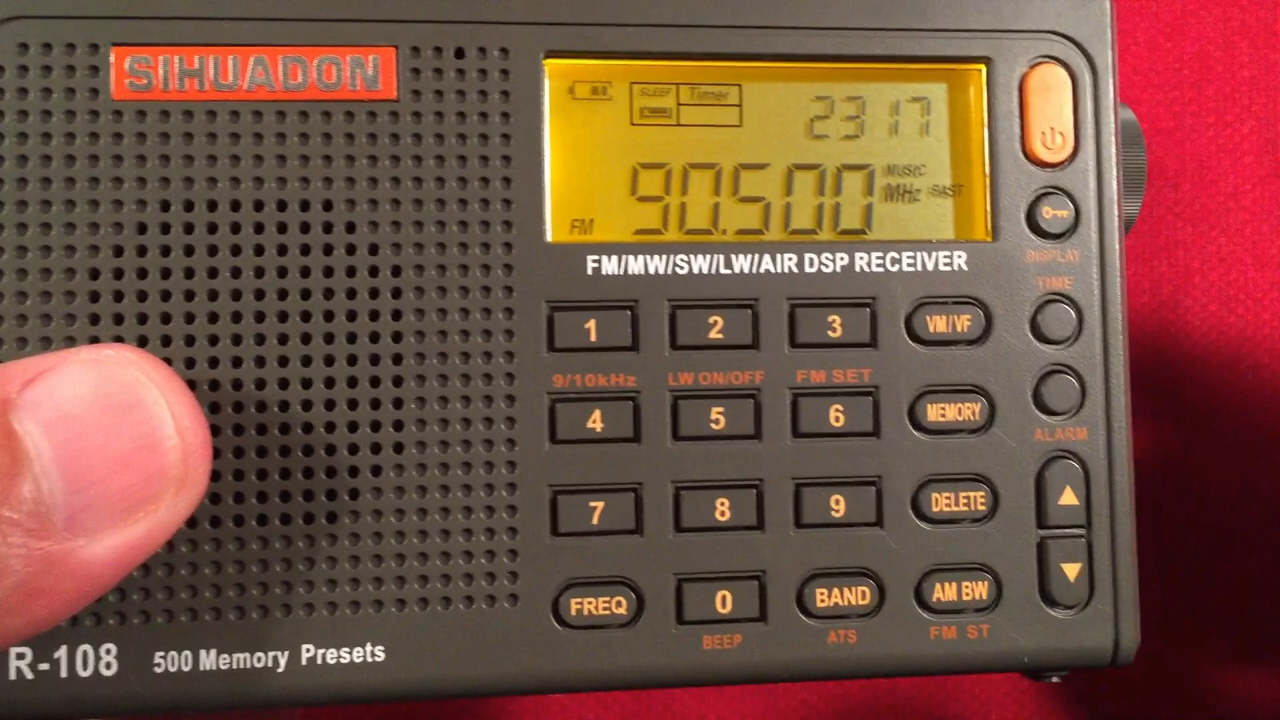 SIHUADON
SLEEP Timer
23 17
MUSIC
90.500 MHz FAST
FM
FM/MW/SW/LW/AIR DSP RECEIVER
DISPLAY
TIME
1 2 3 VM/VF
9/10kHz LW ON/OFF FM SET
4 5 6 MEMORY
ALARM
7 8 9 DELETE
FREQ 0 BAND AM BW
BEEP ATS FM ST
R-108 500 Memory Presets